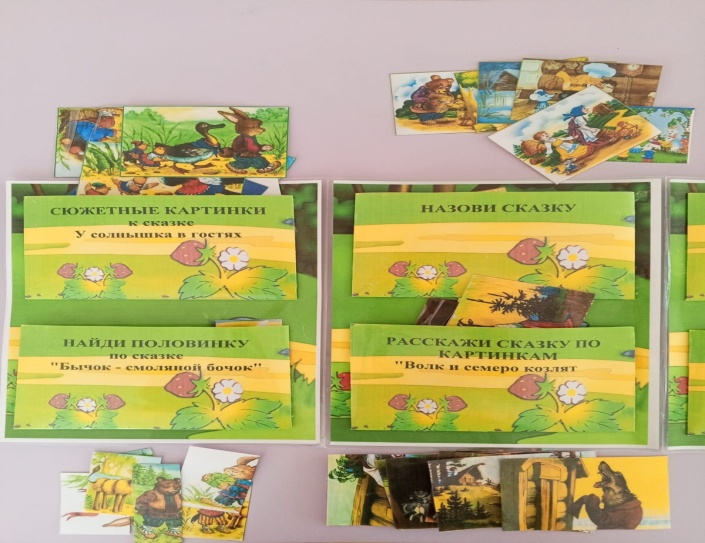 СЮЖЕТНЫЕ КАРТИНКИ
к сказке
У солнышка в гостях
НАЙДИ ПОЛОВИНКУ
по сказке
"Бычок - смоляной бочок"
НАЗОВИ СКАЗКУ
РАССКАЖИ СКАЗКУ ПО
КАРТИНКАМ
"Волк и семеро козлят